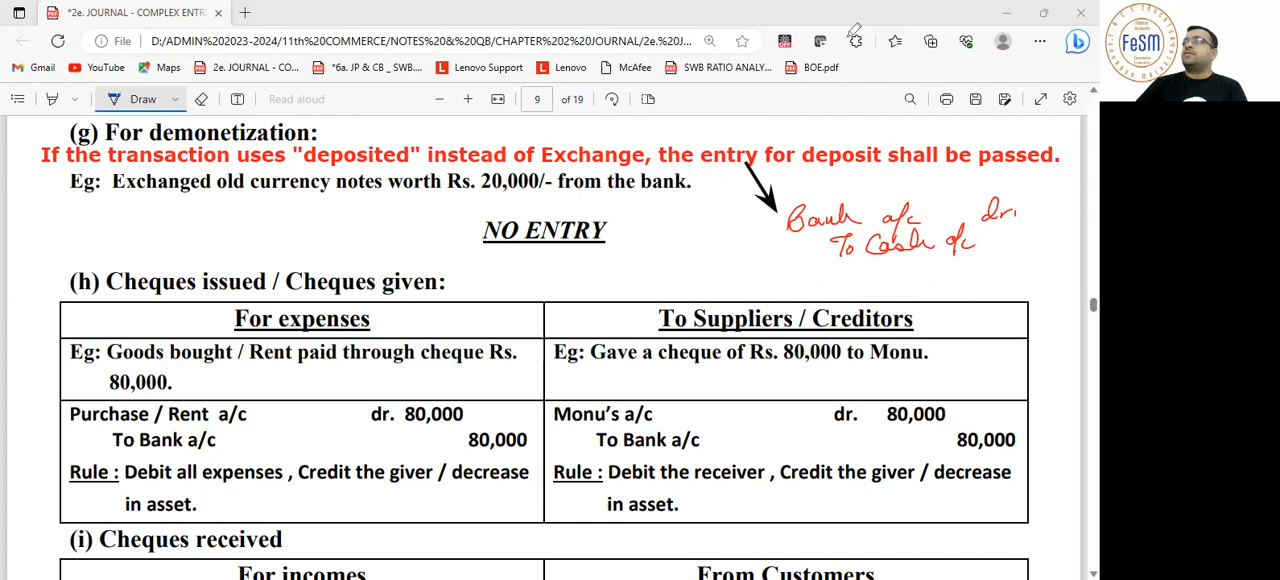 *2e. JOURNAL - COMPLEX ENTR
File
D:/ADMIN%202023-2024/11th%20COMMERCE/NOTES%20&%20QB/CHAPTER%202%20JOURNAL/2e.%20J...
Gmail YouTube Maps 2e. JOURNAL - CO... *6a. JP & CB _ SWB.... Lenovo Support Lenovo McAfee SWB RATIO ANALY... BOE.pdf
Draw Read aloud 9 of 19
(g) For demonetization:
If the transaction uses "deposited" instead of Exchange, the entry for deposit shall be passed.
Eg: Exchanged old currency notes worth Rs. 20,000/- from the bank.
Bank a/c dr.
NO ENTRY
To Cash a/c
(h) Cheques issued / Cheques given:
For expenses To Suppliers / Creditors
Eg: Goods bought / Rent paid through cheque Rs. 80,000.
Eg: Gave a cheque of Rs. 80,000 to Monu.
Purchase / Rent a/c dr. 80,000
To Bank a/c 80,000
Monu's a/c dr. 80,000
To Bank a/c 80,000
Rule : Debit all expenses , Credit the giver / decrease
in asset.
Rule : Debit the receiver , Credit the giver / decrease
in asset.
(i) Cheques received
For incomes From Customers
FeSM